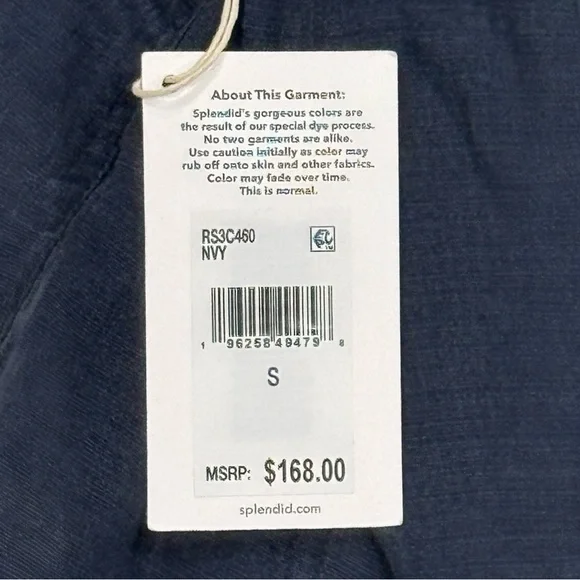 About This Garment:
Splendid's gorgeous colors are
the result of our special dye process.
No two garments are alike.
Use caution initially as color may
rub off onto skin and other fabrics.
Color may fade over time.
This is normal.
RS3C460
NVY
1 96258 49479 8
S
MSRP: $168.00
splendid.com